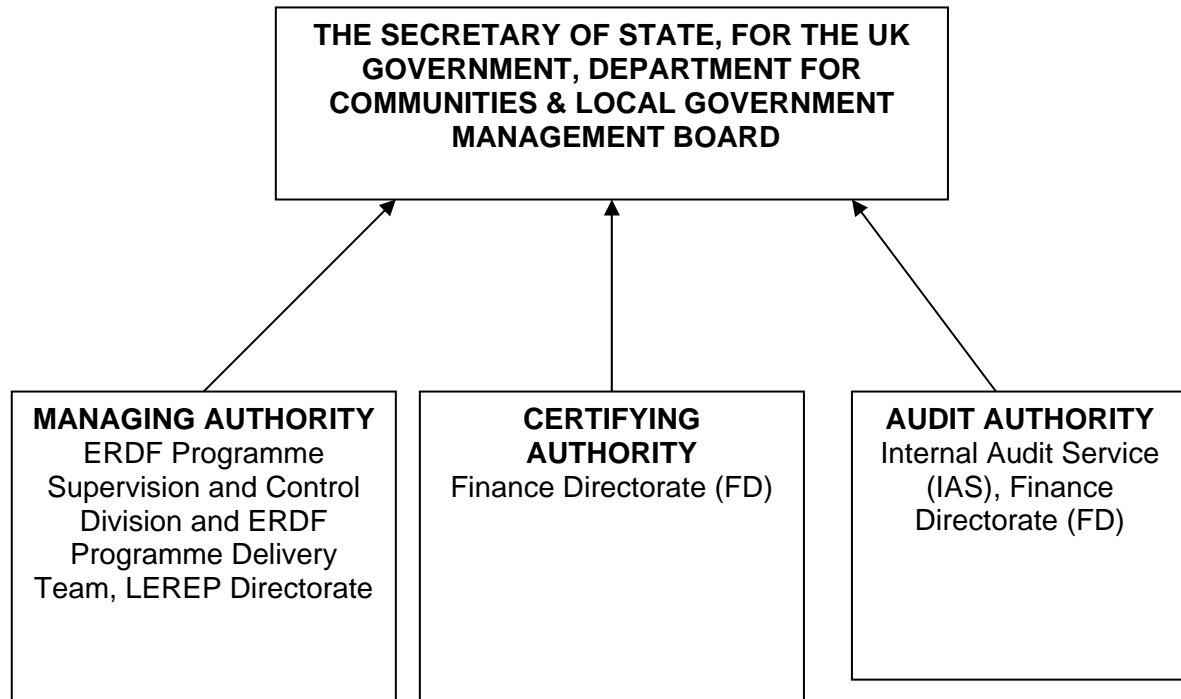 THE SECRETARY OF STATE, FOR THE UK
GOVERNMENT, DEPARTMENT FOR
COMMUNITIES & LOCAL GOVERNMENT
MANAGEMENT BOARD
MANAGING AUTHORITY
ERDF Programme
Supervision and Control
Division and ERDF
Programme Delivery
Team, LEREP Directorate
CERTIFYING
AUTHORITY
Finance Directorate (FD)
AUDIT AUTHORITY
Internal Audit Service
(IAS), Finance
Directorate (FD)